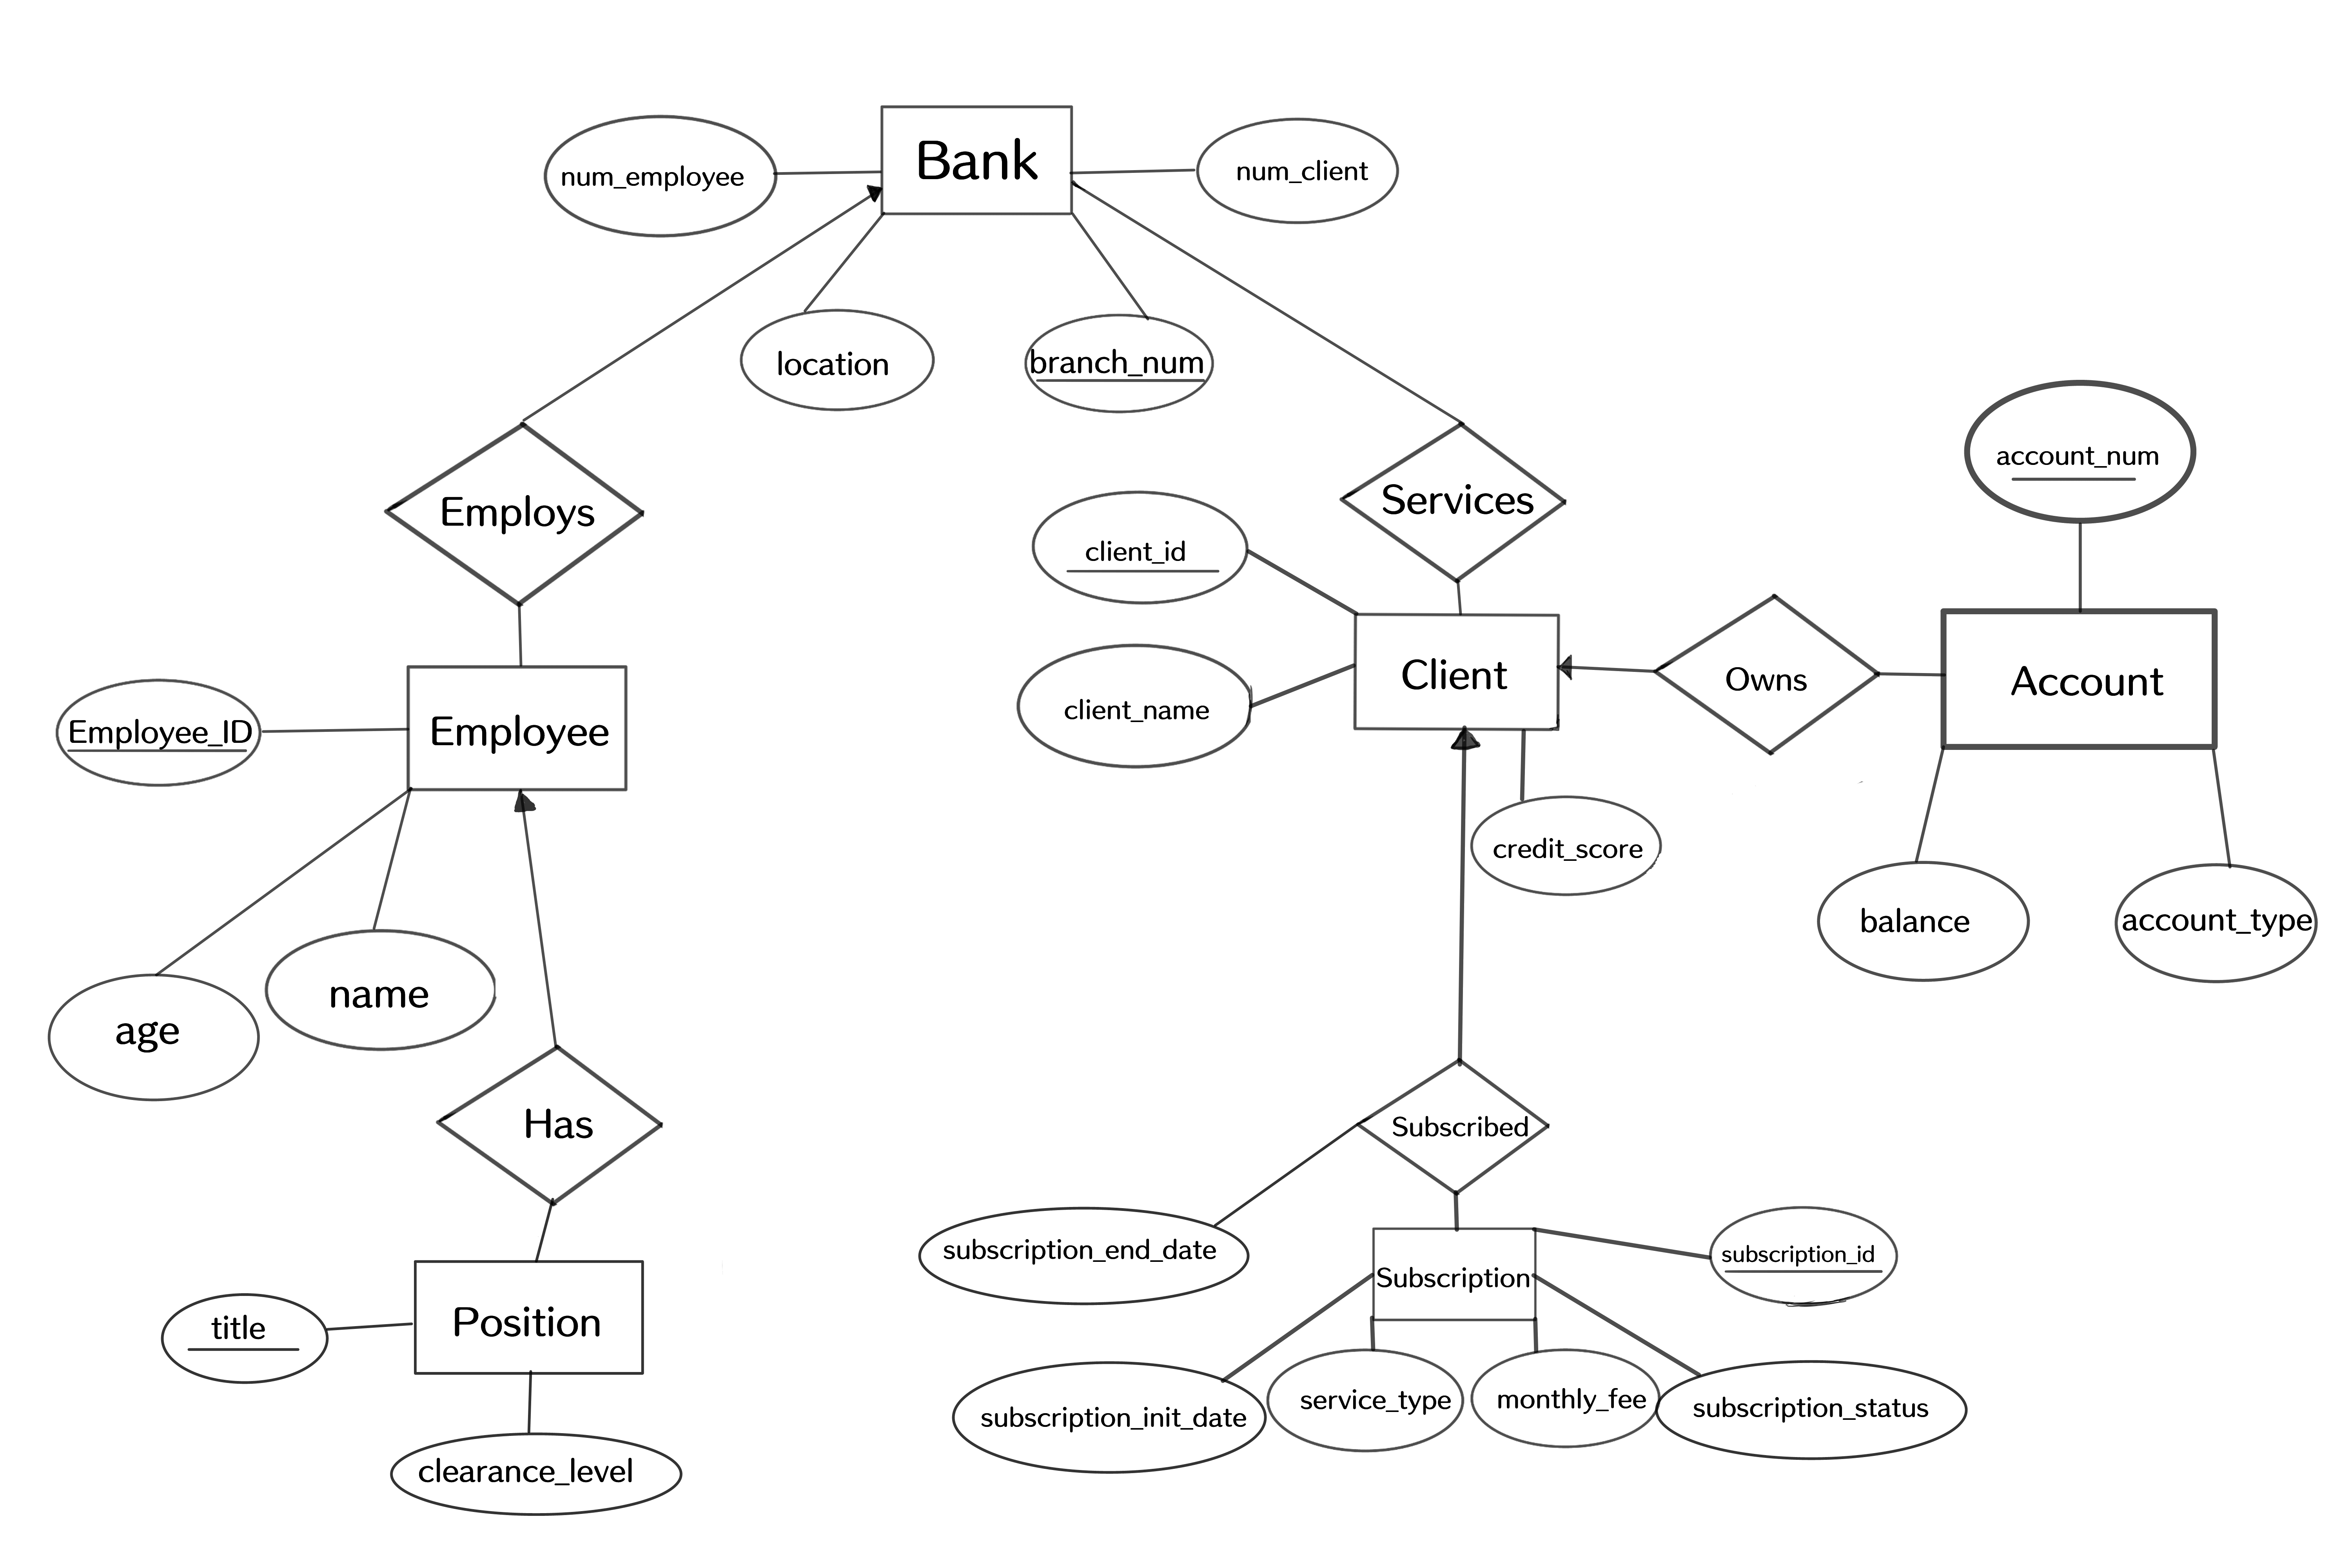 Bank
num_employee
num_client
location
branch_num
Employs
Services
account_num
client_id
Client
Owns
Account
client_name
Employee_ID
Employee
credit_score
balance
account_type
name
age
Has
Subscribed
subscription_end_date
Subscription
subscription_id
title
Position
subscription_init_date
service_type
monthly_fee
subscription_status
clearance_level